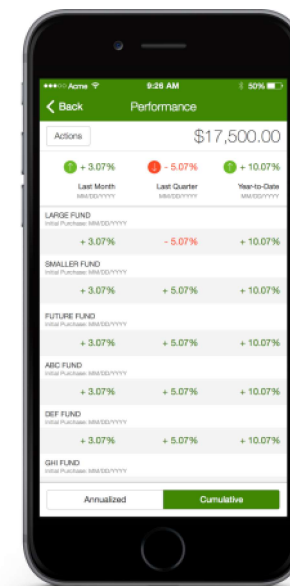 Acme 9:26 AM 50%
Back Performance
Actions $17,500.00
+ 3.07% - 5.07% + 10.07%
Last Month Last Quarter Year-to-Date
MM/DD/YYYY MM/DD/YYYY MM/DD/YYYY
LARGE FUND
Initial Purchase: MM/DD/YYYY
+ 3.07% - 5.07% + 10.07%
SMALLER FUND
Initial Purchase: MM/DD/YYYY
+ 3.07% + 5.07% + 10.07%
FUTURE FUND
Initial Purchase: MM/DD/YYYY
+ 3.07% + 5.07% + 10.07%
ABC FUND
Initial Purchase: MM/DD/YYYY
+ 3.07% + 5.07% + 10.07%
DEF FUND
Initial Purchase: MM/DD/YYYY
+ 3.07% + 5.07% + 10.07%
GHI FUND
Initial Purchase: MM/DD/YYYY
Annualized Cumulative